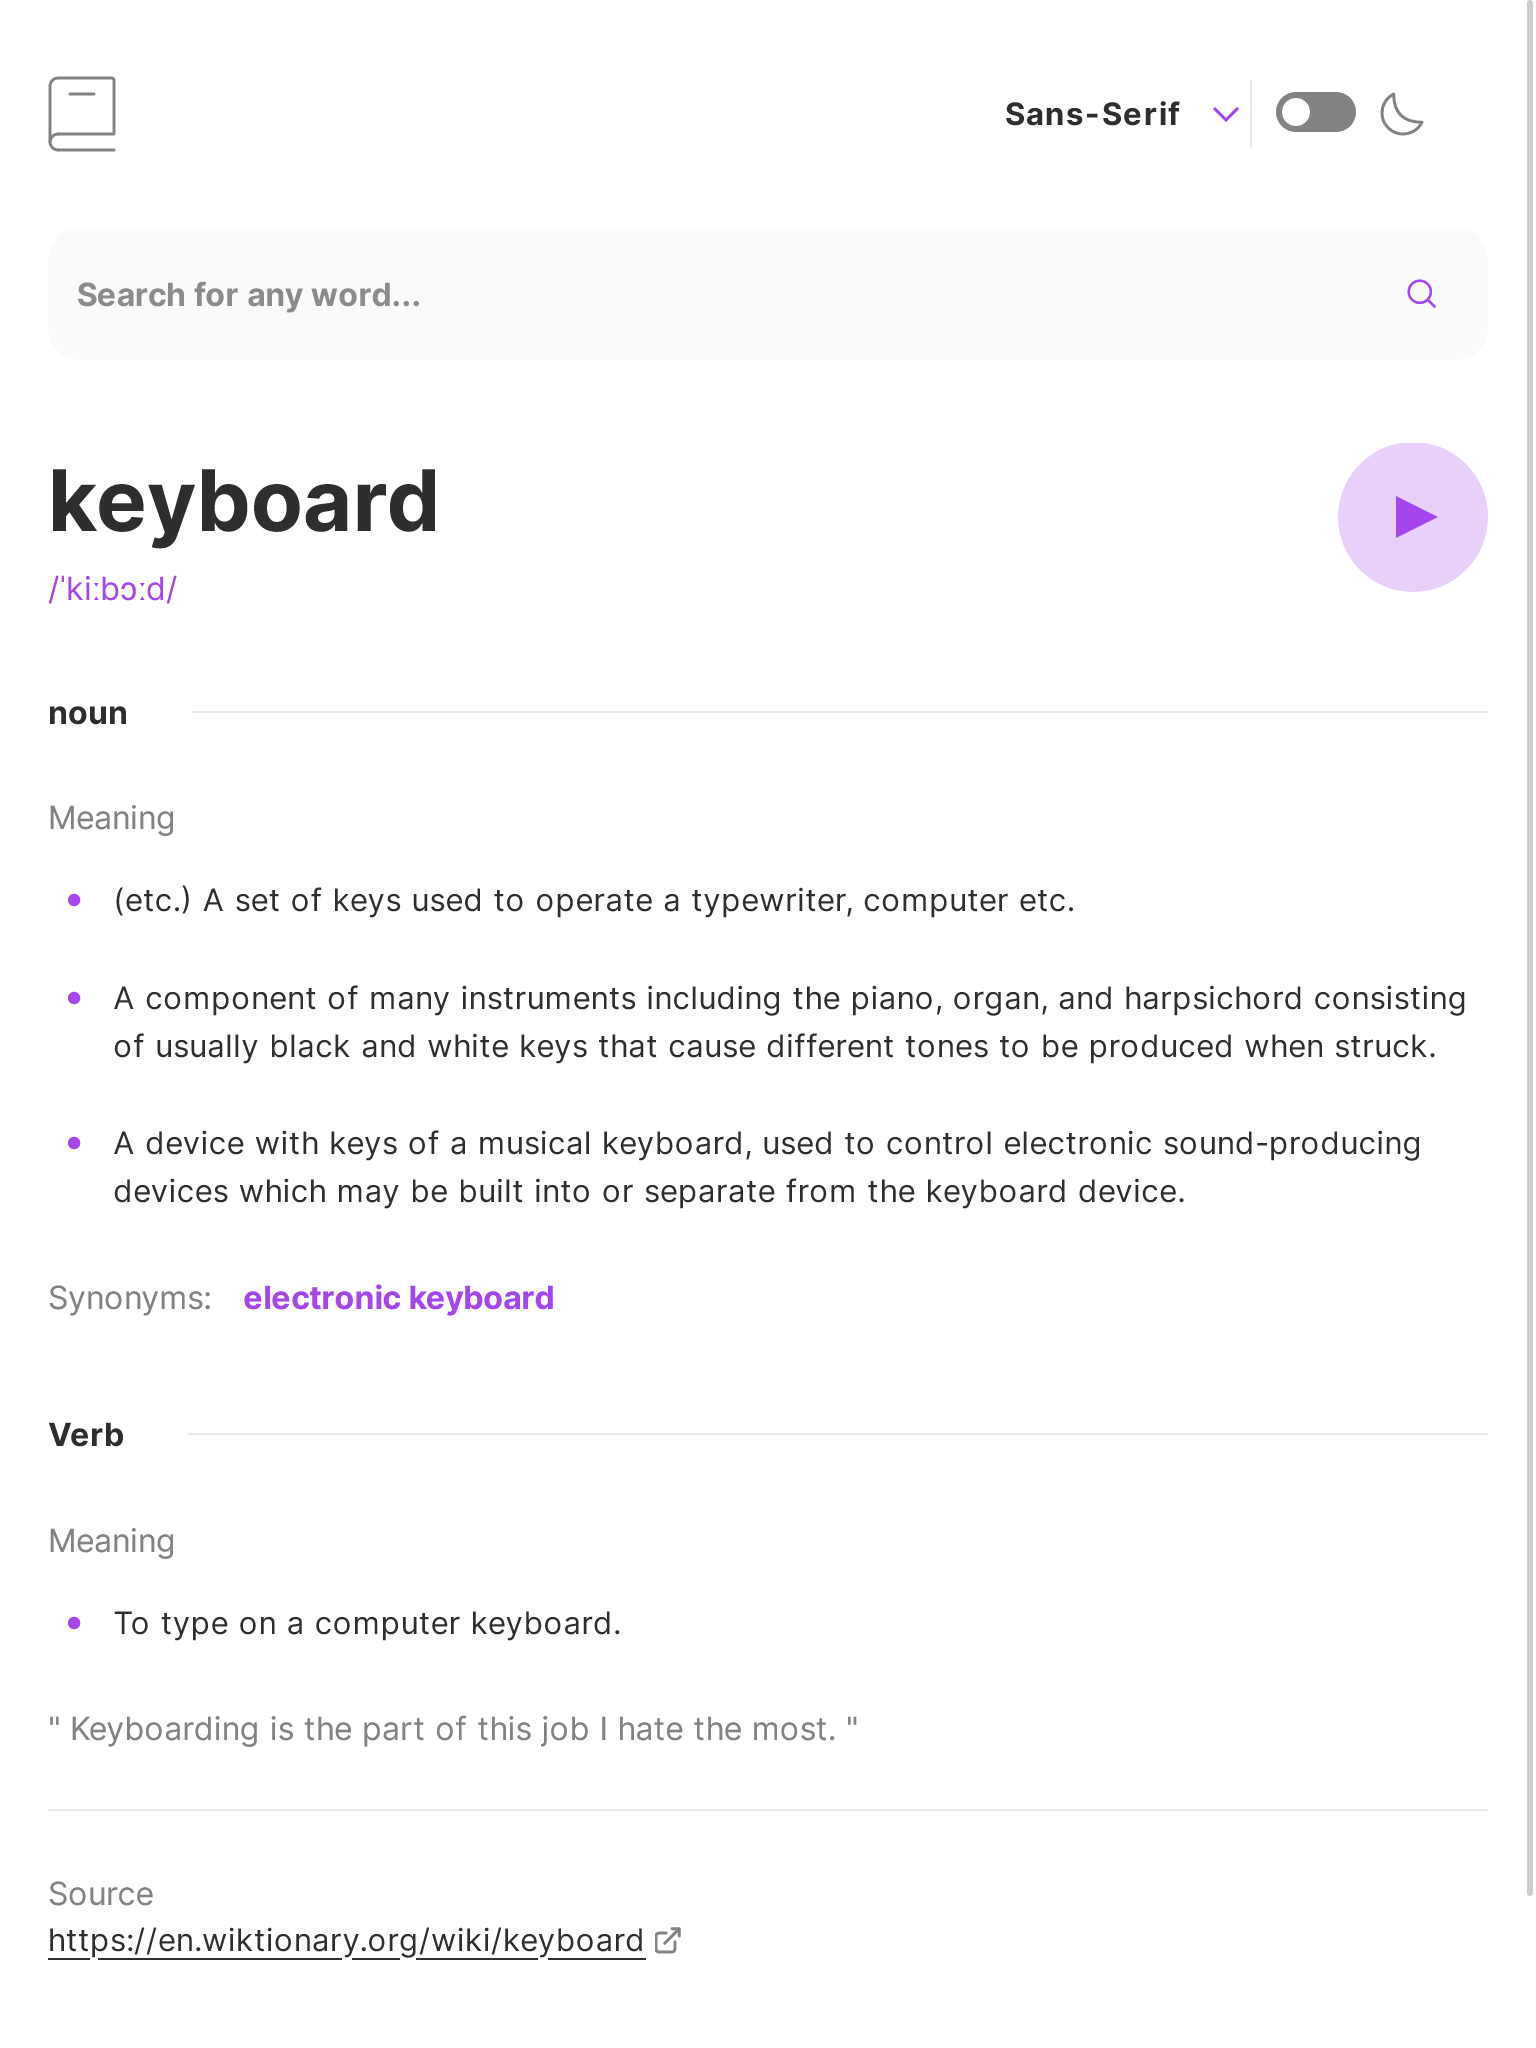 Sans-Serif
Search for any word...
keyboard
/ˈkiːbɔːd/
noun
Meaning
(etc.) A set of keys used to operate a typewriter, computer etc.
A component of many instruments including the piano, organ, and harpsichord consisting
of usually black and white keys that cause different tones to be produced when struck.
A device with keys of a musical keyboard, used to control electronic sound-producing
devices which may be built into or separate from the keyboard device.
Synonyms: electronic keyboard
Verb
Meaning
To type on a computer keyboard.
" Keyboarding is the part of this job I hate the most. "
Source
https://en.wiktionary.org/wiki/keyboard